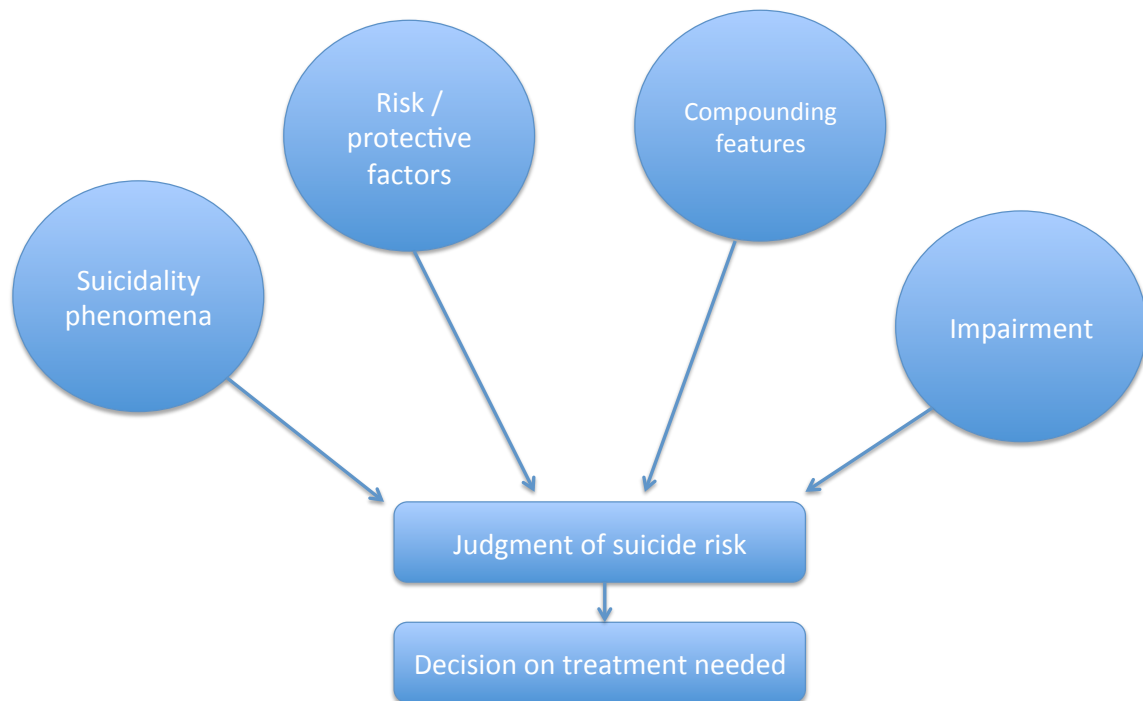 Suicidality
phenomena
Risk /
protective
factors
Compounding
features
Impairment
Judgment of suicide risk
Decision on treatment needed